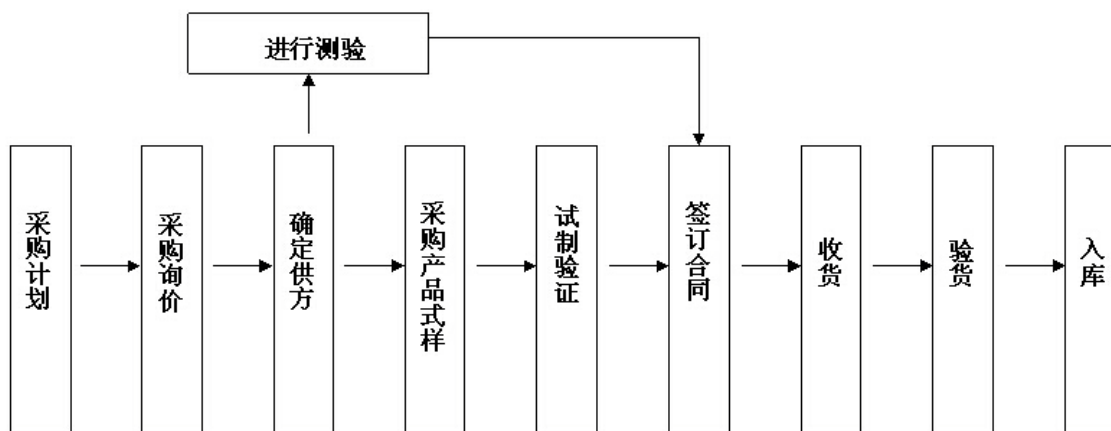 进行测验
采购计划
采购询价
确定供方
采购产品式样
试制验证
签订合同
收货
验货
入库